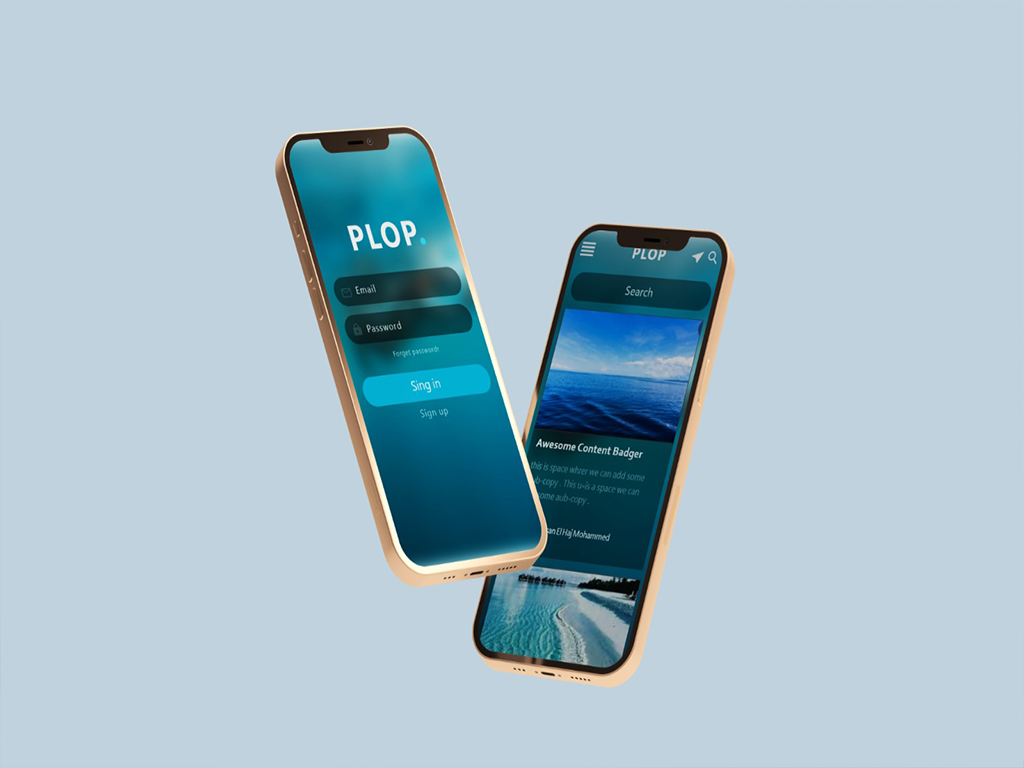 PLOP.
Email
Password
Forget password!
Sing in
Sign up
PLOP
Search
Awesome Content Badger
this is space whrer we can add some
ub-copy . This is a space we can
ome aub-copy .
an El Haj Mohammed